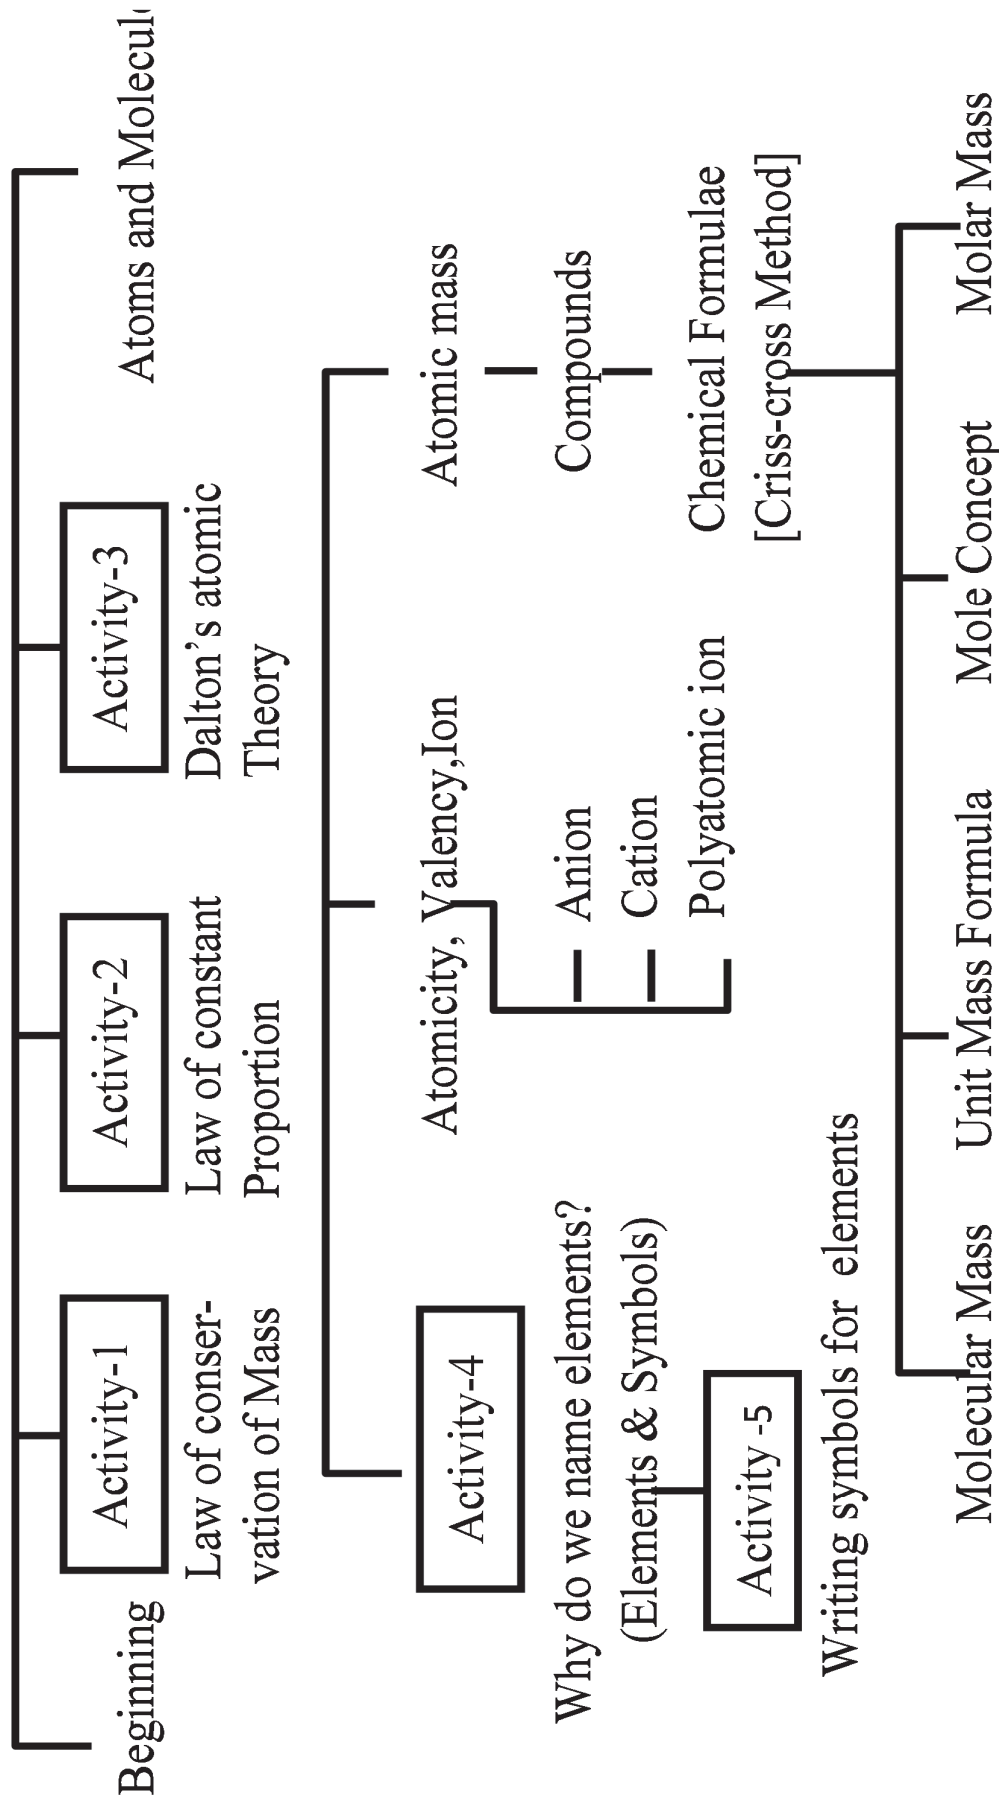 Beginning
Activity-1
Law of conser-
vation of Mass
Activity-2
Law of constant
Proportion
Activity-3
Dalton's atomic
Theory
Atoms and
Activity-4
Why do we name elements?
(Elements & Symbols)
Activity -5
Writing symbols for elements
Atomicity, Valency,Ion
Anion
Cation
Polyatomic ion
Atomic mass
Compounds
Chemical Formulae
[Criss-cross Method]
Molecular Mass
Unit Mass Formula
Mole Concept
Molar Mass